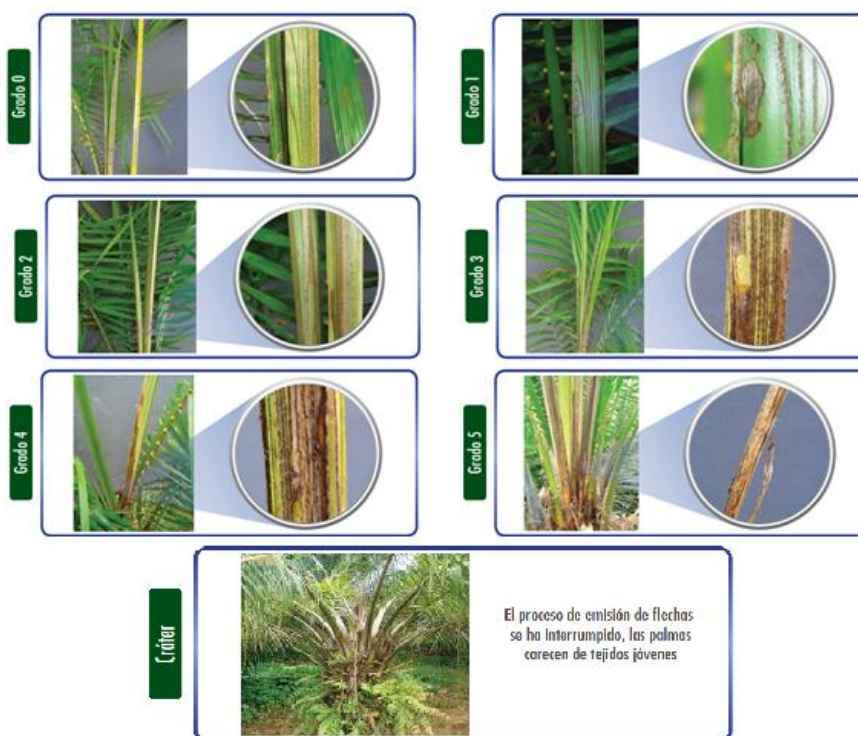 Grado 0
Grado 1
Grado 2
Grado 3
Grado 4
Grado 5
Cráter
El proceso de emisión de flechas
se ha interrumpido, las palmas
carecen de tejidos jóvenes